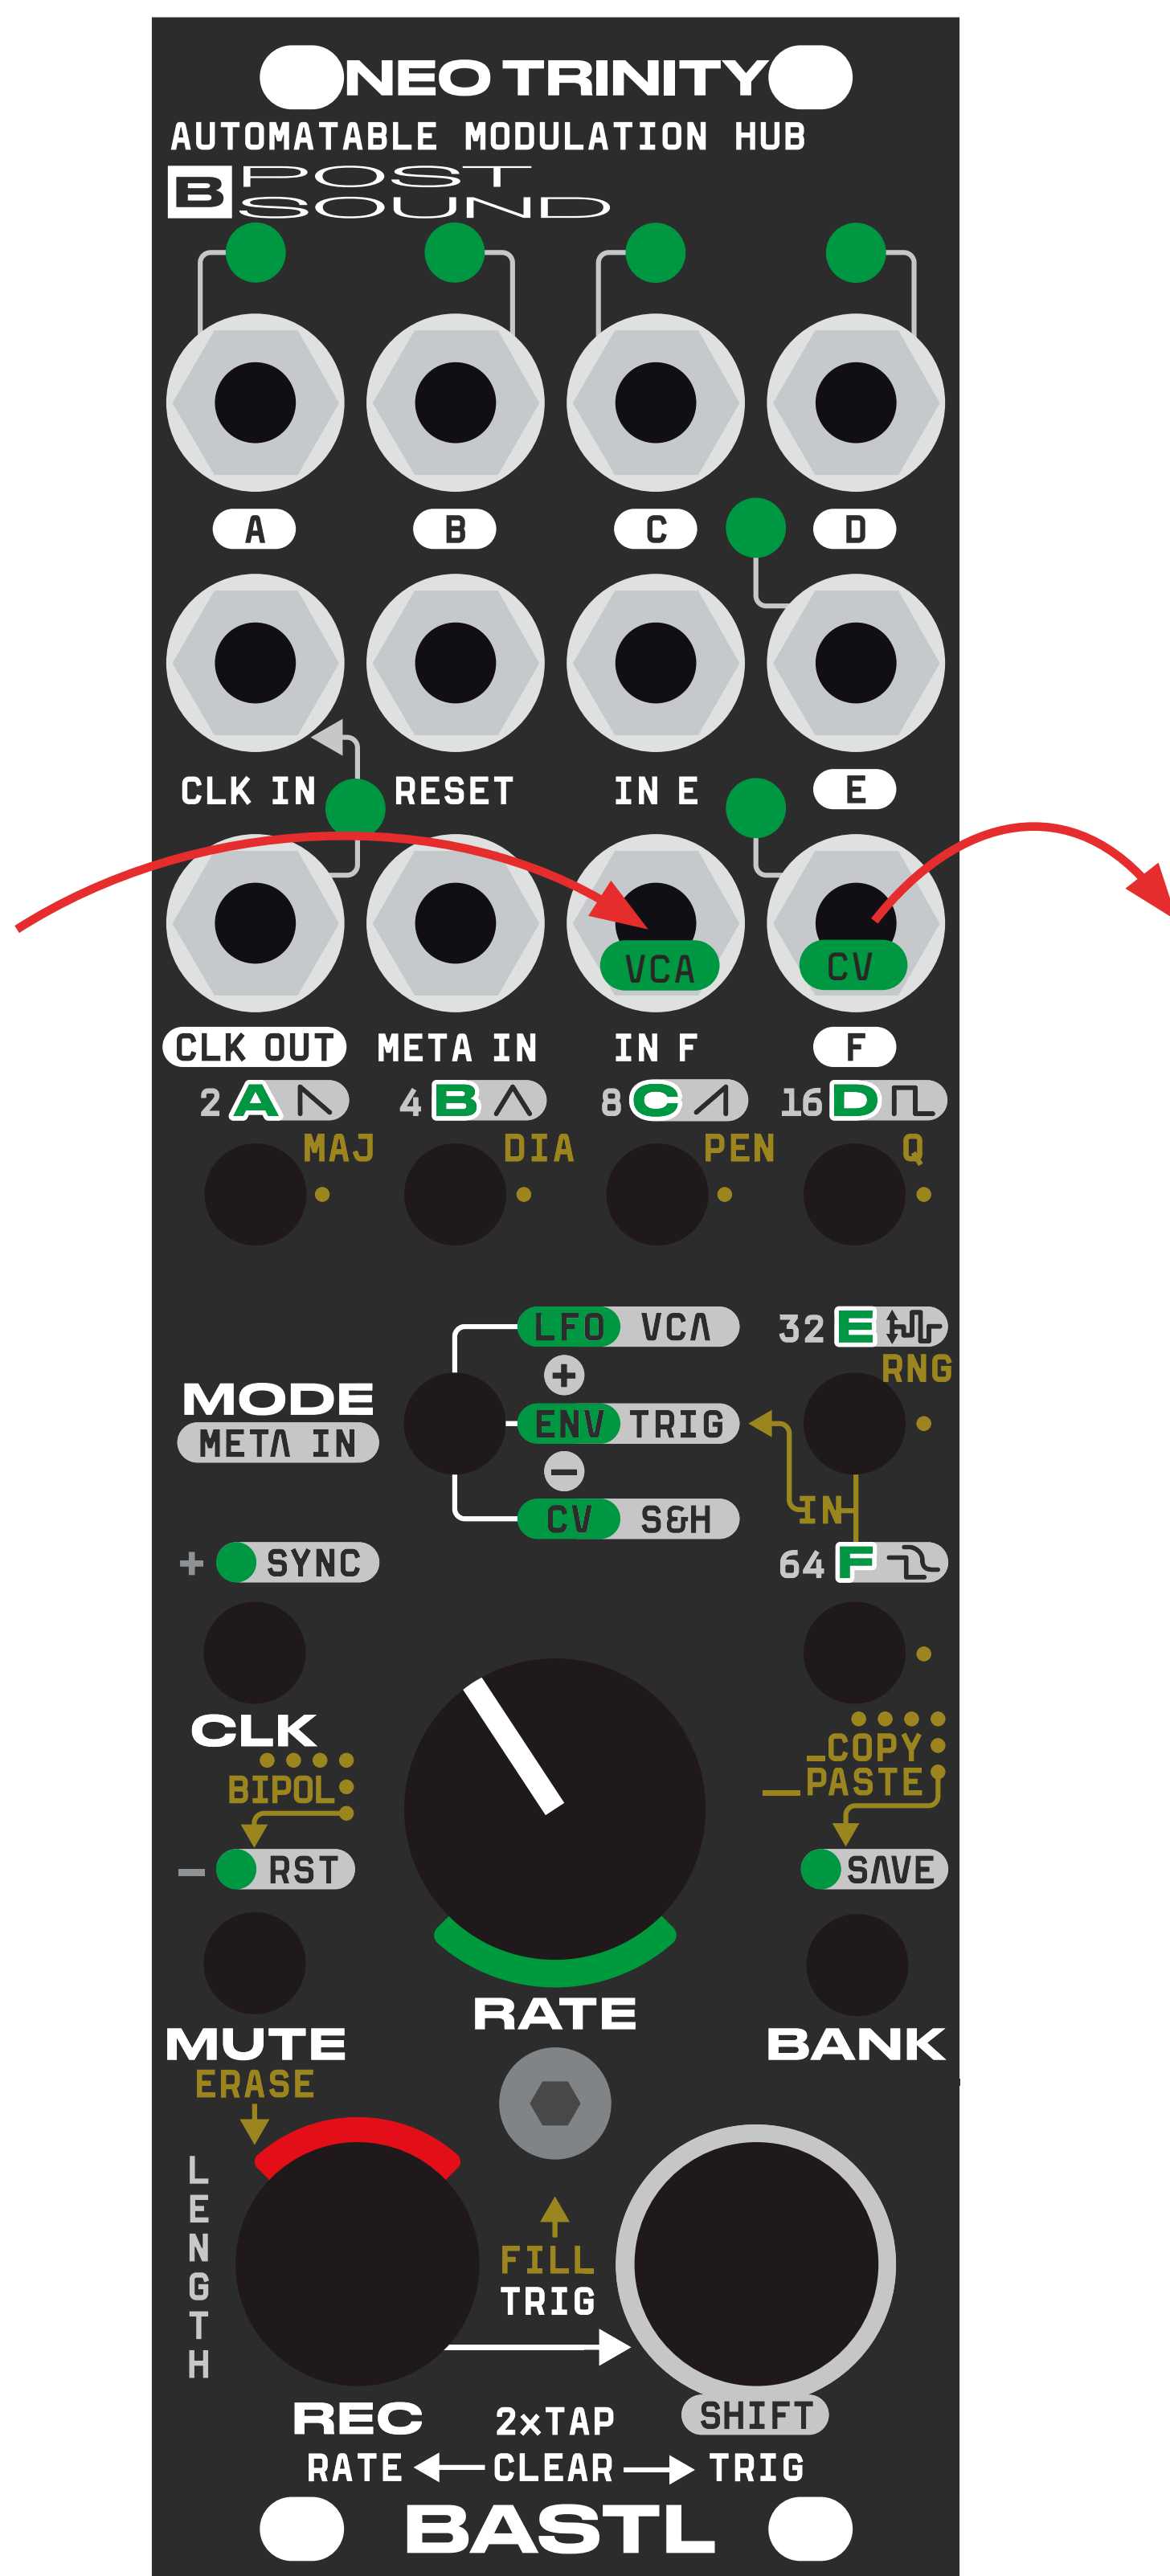 NEO TRINITY
AUTOMATABLE MODULATION HUB
B POST
SOUND
A B C D
CLK IN RESET IN E E
VCA CV
CLK OUT META IN IN F F
2 A 4 B 8 C 16 D
MAJ DIA PEN Q
LFO VCA 32 E
+ RNG
MODE ENV TRIG
META IN
− IN
CV S&H
+ SYNC 64 F
CLK
BIPOL COPY
PASTE
− RST SAVE
RATE
MUTE BANK
ERASE
LENGTH
FILL
TRIG
REC 2×TAP SHIFT
RATE CLEAR TRIG
BASTL